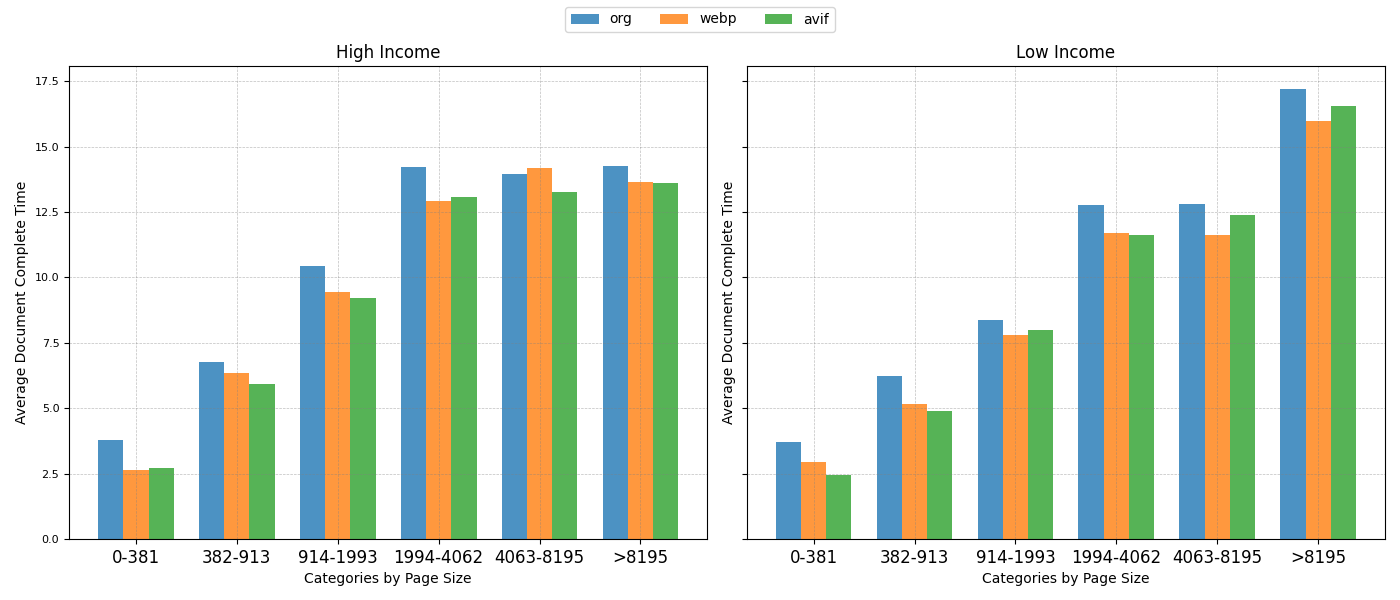 org webp avif
High Income
Low Income
Average Document Complete Time
17.5
15.0
12.5
10.0
7.5
5.0
2.5
0.0
0-381 382-913 914-1993 1994-4062 4063-8195 >8195
Categories by Page Size
Average Document Complete Time
0-381 382-913 914-1993 1994-4062 4063-8195 >8195
Categories by Page Size